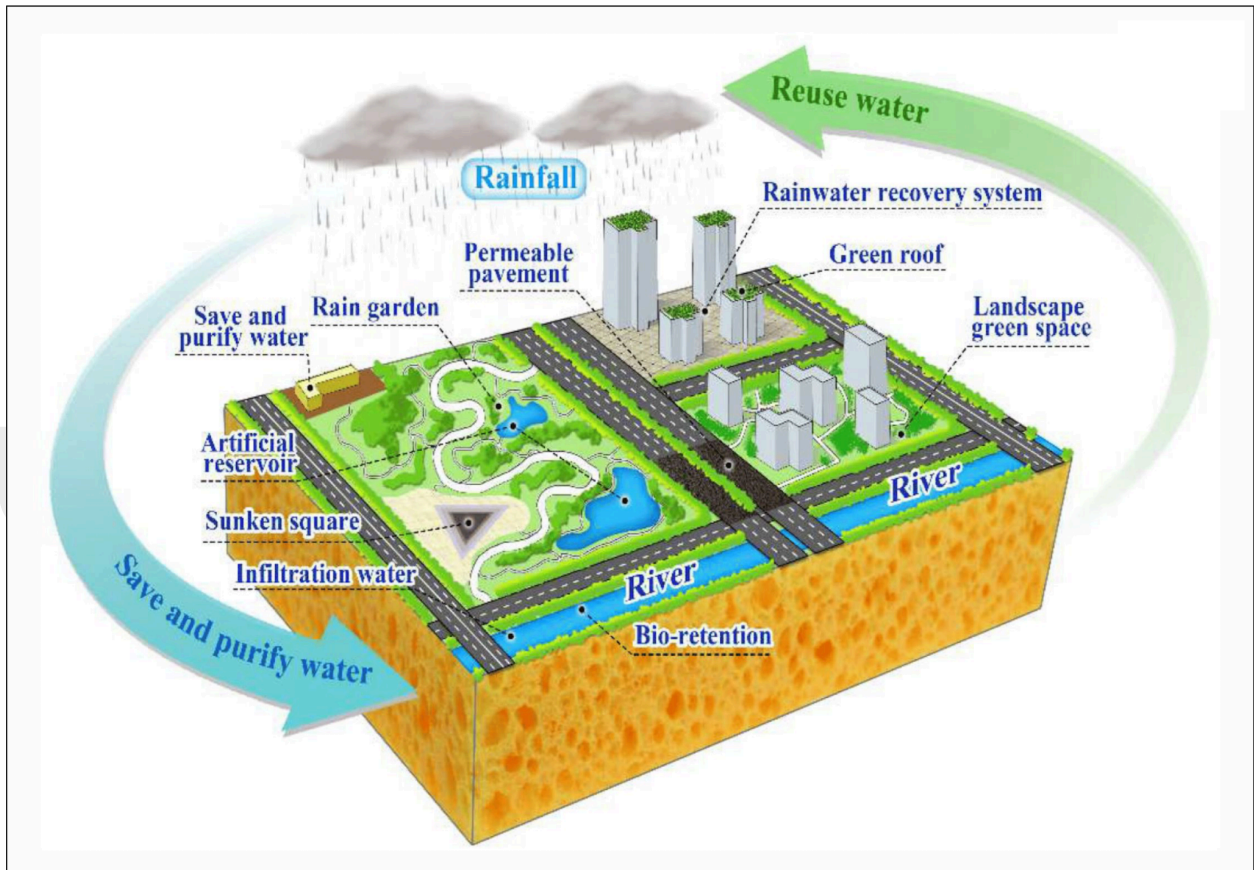 Reuse water
Rainfall
Rainwater recovery system
Permeable
pavement
Green roof
Rain garden
Save and
purify water
Landscape
green space
Artificial
reservoir
River
Sunken square
Infiltration water
River
Bio-retention
Save and purify water